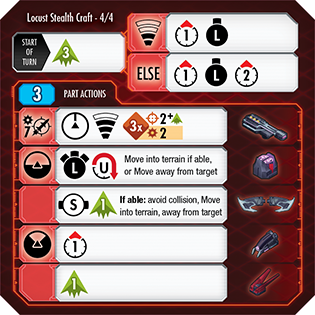 Locust Stealth Craft - 4/4
START OF TURN
3
1 L
ELSE
1 L 2
3 PART ACTIONS
7
3x 2+
2
L U
Move into terrain if able,
or Move away from target
S 1
If able: avoid collision, Move
into terrain, away from target
1
1